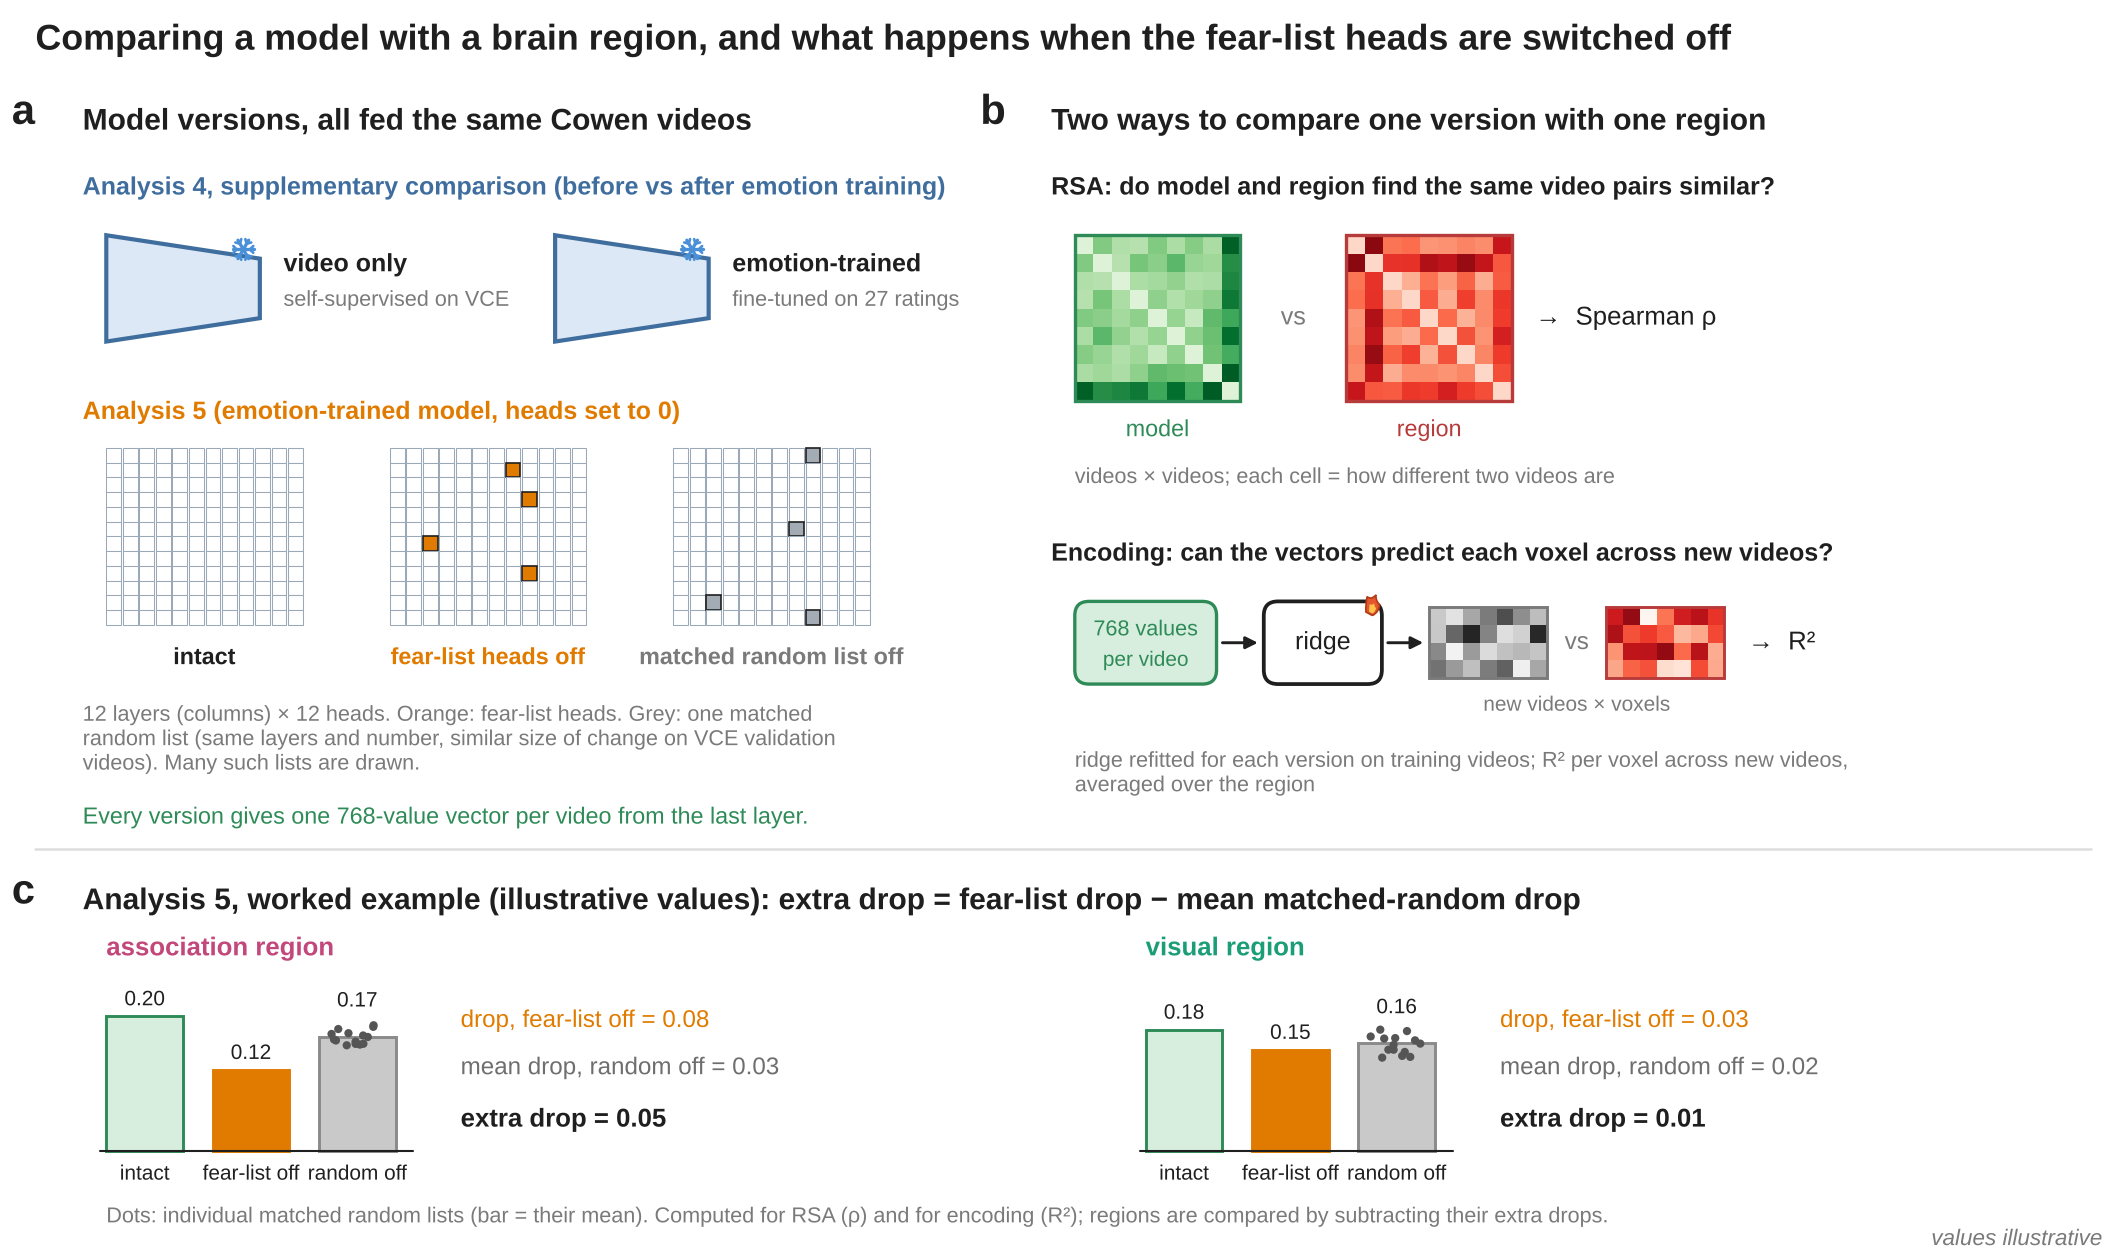 Comparing a model with a brain region, and what happens when the fear-list heads are switched off
a
Model versions, all fed the same Cowen videos
Analysis 4, supplementary comparison (before vs after emotion training)
video only
self-supervised on VCE
emotion-trained
fine-tuned on 27 ratings
Analysis 5 (emotion-trained model, heads set to 0)
intact
fear-list heads off
matched random list off
12 layers (columns) × 12 heads. Orange: fear-list heads. Grey: one matched
random list (same layers and number, similar size of change on VCE validation
videos). Many such lists are drawn.
Every version gives one 768-value vector per video from the last layer.
b
Two ways to compare one version with one region
RSA: do model and region find the same video pairs similar?
vs
→ Spearman ρ
model
region
videos × videos; each cell = how different two videos are
Encoding: can the vectors predict each voxel across new videos?
768 values
per video
ridge
vs
→ R²
new videos × voxels
ridge refitted for each version on training videos; R² per voxel across new videos,
averaged over the region
c
Analysis 5, worked example (illustrative values): extra drop = fear-list drop − mean matched-random drop
association region
0.20
0.12
0.17
intact
fear-list off
random off
drop, fear-list off = 0.08
mean drop, random off = 0.03
extra drop = 0.05
visual region
0.18
0.15
0.16
intact
fear-list off
random off
drop, fear-list off = 0.03
mean drop, random off = 0.02
extra drop = 0.01
Dots: individual matched random lists (bar = their mean). Computed for RSA (ρ) and for encoding (R²); regions are compared by subtracting their extra drops.
values illustrative